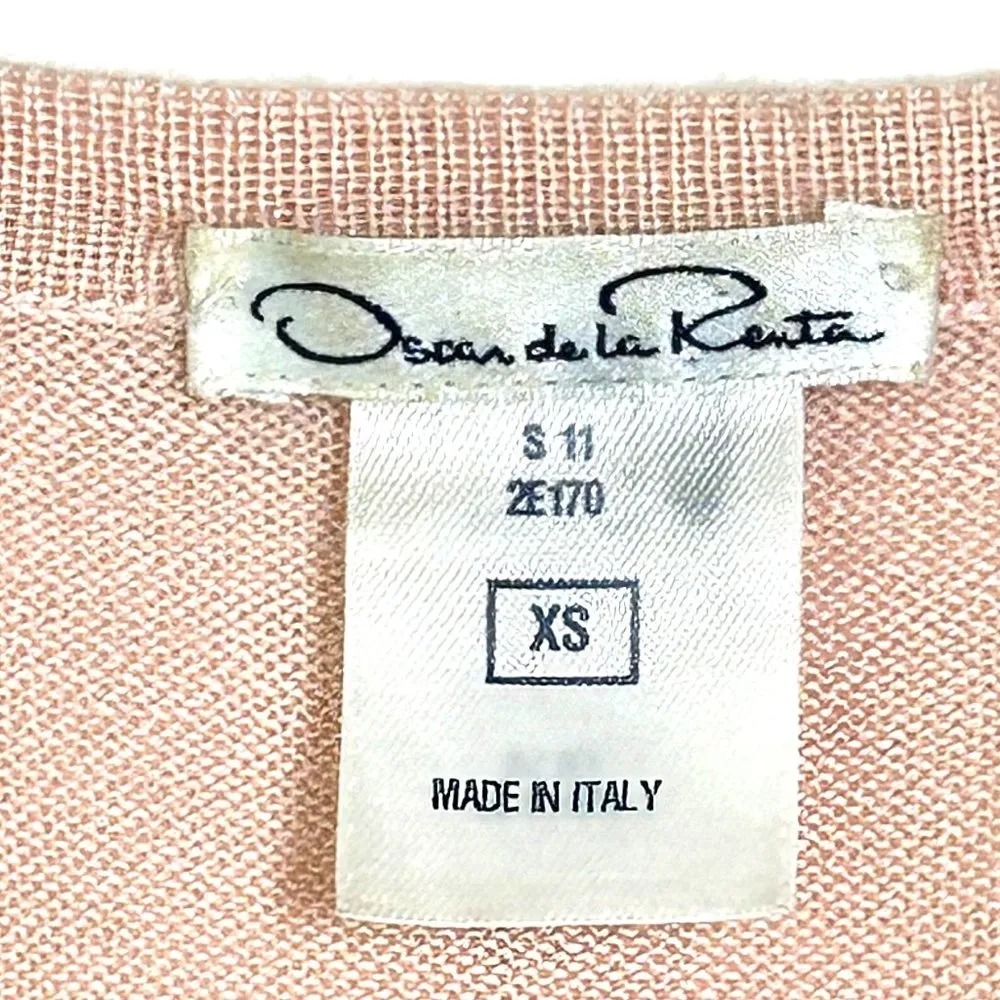 Oscar de la Renta
S 11
2E170
XS
MADE IN ITALY